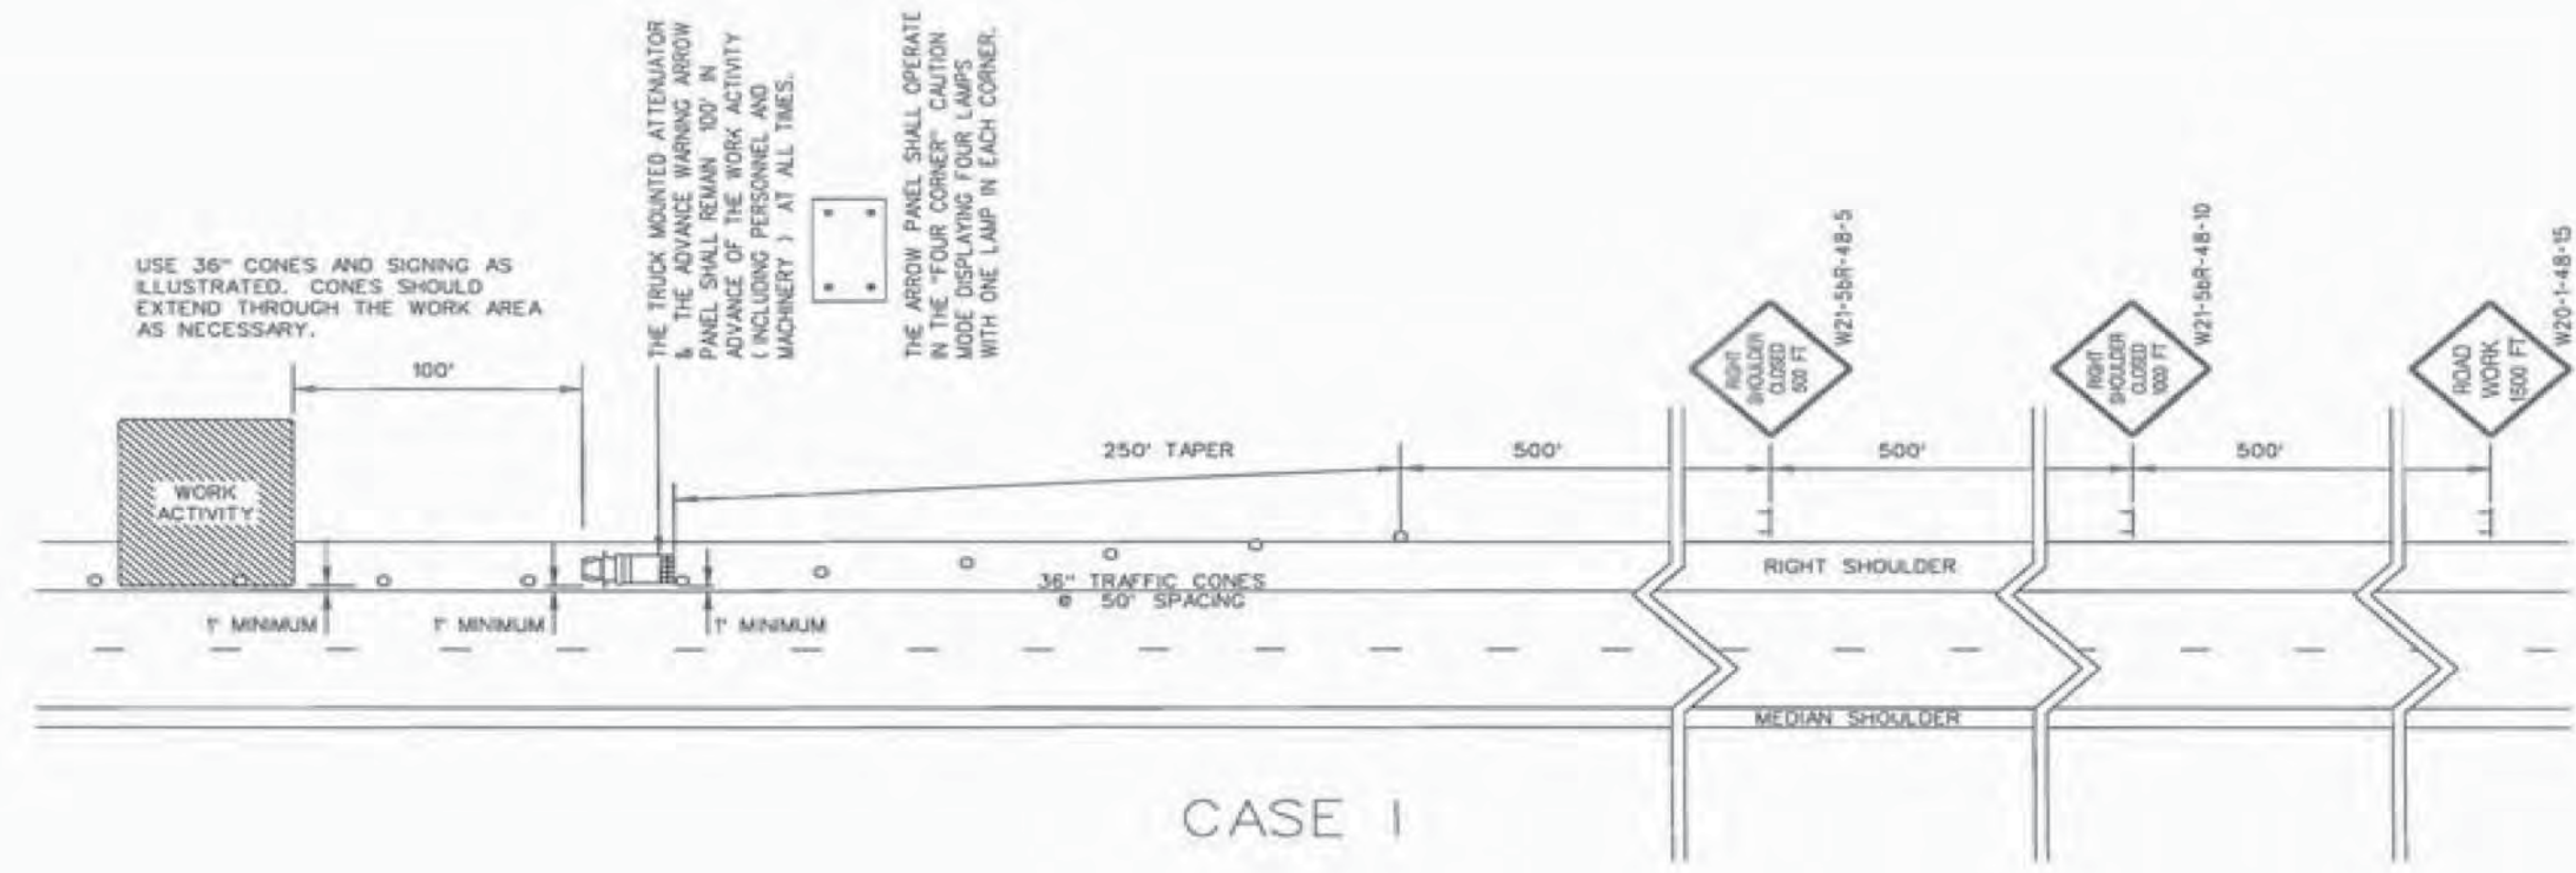 USE 36" CONES AND SIGNING AS
ILLUSTRATED. CONES SHOULD
EXTEND THROUGH THE WORK AREA
AS NECESSARY.
THE TRUCK MOUNTED ATTENUATOR
& THE ADVANCE WARNING ARROW
PANEL SHALL REMAIN 100' IN
ADVANCE OF THE WORK ACTIVITY
( INCLUDING PERSONNEL AND
MACHINERY ) AT ALL TIMES.
THE ARROW PANEL SHALL OPERATE
IN THE "FOUR CORNER" CAUTION
MODE DISPLAYING FOUR LAMPS
WITH ONE LAMP IN EACH CORNER.
RIGHT
SHOULDER
CLOSED
500 FT
W21-5bR-48-5
RIGHT
SHOULDER
CLOSED
1000 FT
W21-5bR-48-10
ROAD
WORK
1500 FT
W20-1-48-15
100'
250' TAPER
500'
500'
500'
WORK
ACTIVITY
36" TRAFFIC CONES
@ 50' SPACING
RIGHT SHOULDER
1' MINIMUM
1' MINIMUM
1' MINIMUM
MEDIAN SHOULDER
CASE 1